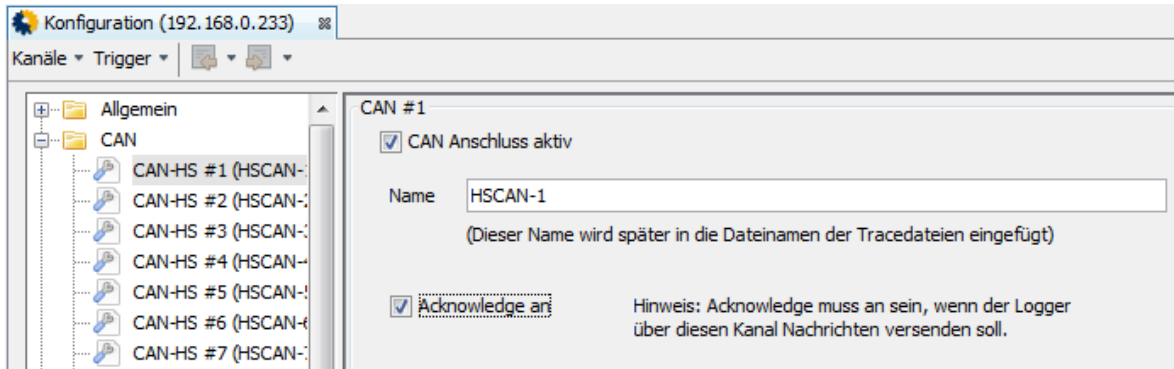 Konfiguration (192.168.0.233)
Kanäle Trigger
Allgemein
CAN
CAN-HS #1 (HSCAN-
CAN-HS #2 (HSCAN-
CAN-HS #3 (HSCAN-
CAN-HS #4 (HSCAN-
CAN-HS #5 (HSCAN-
CAN-HS #6 (HSCAN-
CAN-HS #7 (HSCAN-
CAN #1
CAN Anschluss aktiv
Name HSCAN-1
(Dieser Name wird später in die Dateinamen der Tracedateien eingefügt)
Acknowledge an
Hinweis: Acknowledge muss an sein, wenn der Logger
über diesen Kanal Nachrichten versenden soll.